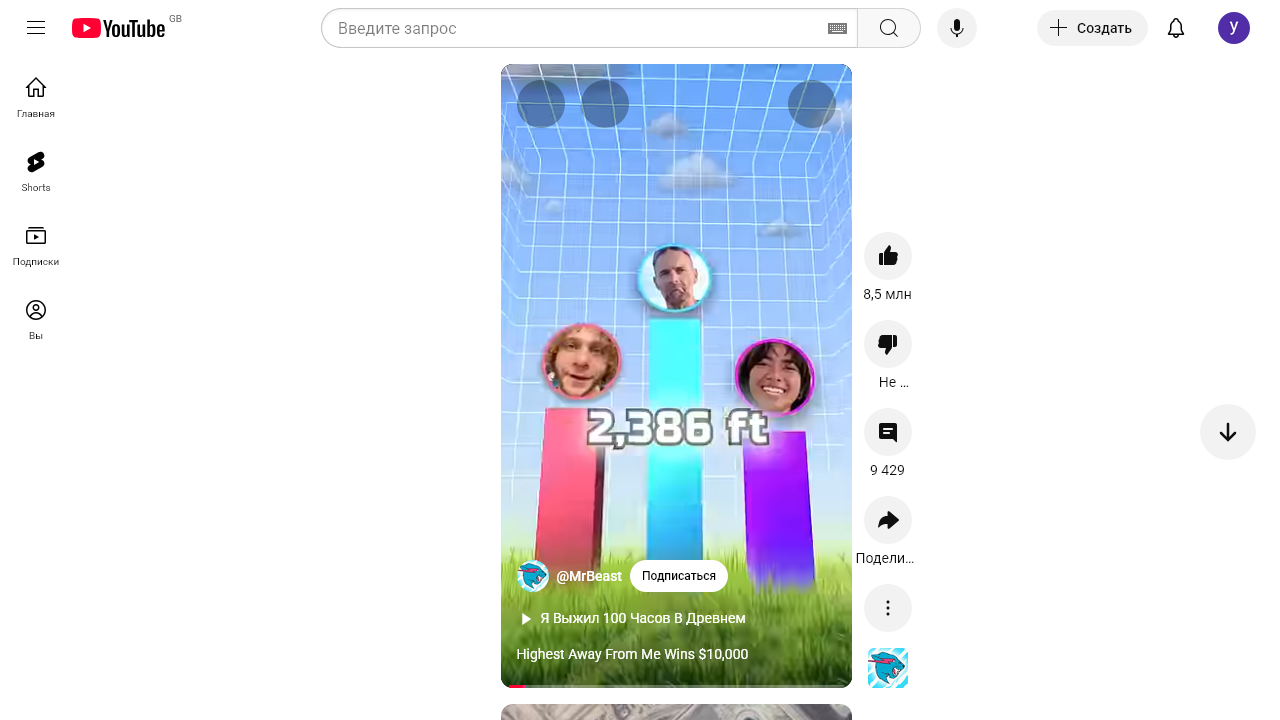 YouTube
GB
Введите запрос
Создать
y
Главная
Shorts
Подписки
Вы
2,386 ft
8,5 млн
Не ...
9 429
Подели...
@MrBeast
Подписаться
Я Выжил 100 Часов В Древнем
Highest Away From Me Wins $10,000